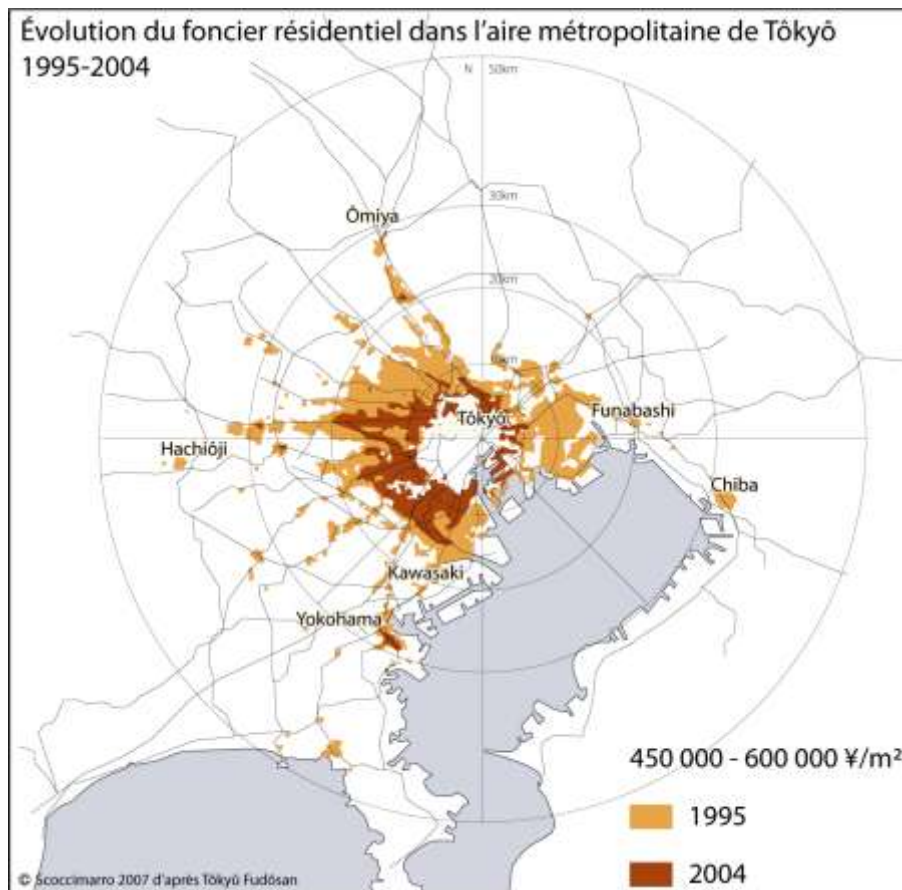 Évolution du foncier résidentiel dans l'aire métropolitaine de Tôkyô
1995-2004
N
50km
30km
Ômiya
20km
10km
Tôkyô
Funabashi
Hachiôji
Chiba
Kawasaki
Yokohama
450 000 - 600 000 ¥/m²
1995
2004
© Scoccimarro 2007 d'après Tôkyû Fudôsan